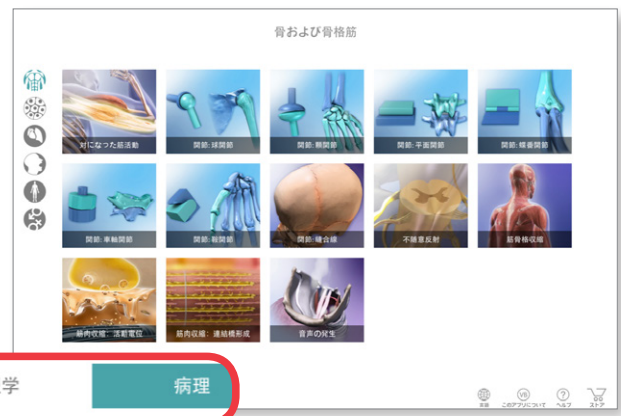 骨および骨格筋
対になった筋活動
関節: 球関節
関節: 顆関節
関節: 平面関節
関節: 蝶番関節
関節: 車軸関節
関節: 鞍関節
関節: 縫合線
不随意反射
筋骨格収縮
筋肉収縮: 活動電位
筋肉収縮: 連結橋形成
音声の発生
学
病理
言語
このアプリについて
ヘルプ
ストア